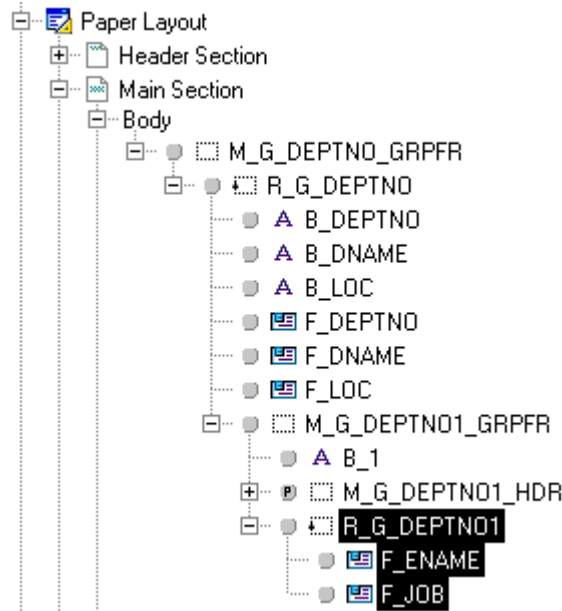 Paper Layout
Header Section
Main Section
Body
M_G_DEPTNO_GRPFR
R_G_DEPTNO
A B_DEPTNO
A B_DNAME
A B_LOC
F_DEPTNO
F_DNAME
F_LOC
M_G_DEPTNO1_GRPFR
A B_1
P M_G_DEPTNO1_HDR
R_G_DEPTNO1
F_ENAME
F_JOB